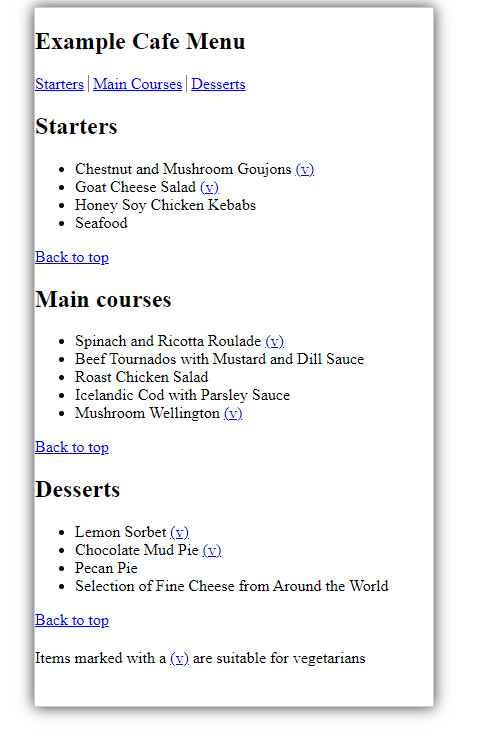 Example Cafe Menu
Starters | Main Courses | Desserts
Starters
• Chestnut and Mushroom Goujons (v)
• Goat Cheese Salad (v)
• Honey Soy Chicken Kebabs
• Seafood
Back to top
Main courses
• Spinach and Ricotta Roulade (v)
• Beef Tournados with Mustard and Dill Sauce
• Roast Chicken Salad
• Icelandic Cod with Parsley Sauce
• Mushroom Wellington (v)
Back to top
Desserts
• Lemon Sorbet (v)
• Chocolate Mud Pie (v)
• Pecan Pie
• Selection of Fine Cheese from Around the World
Back to top
Items marked with a (v) are suitable for vegetarians